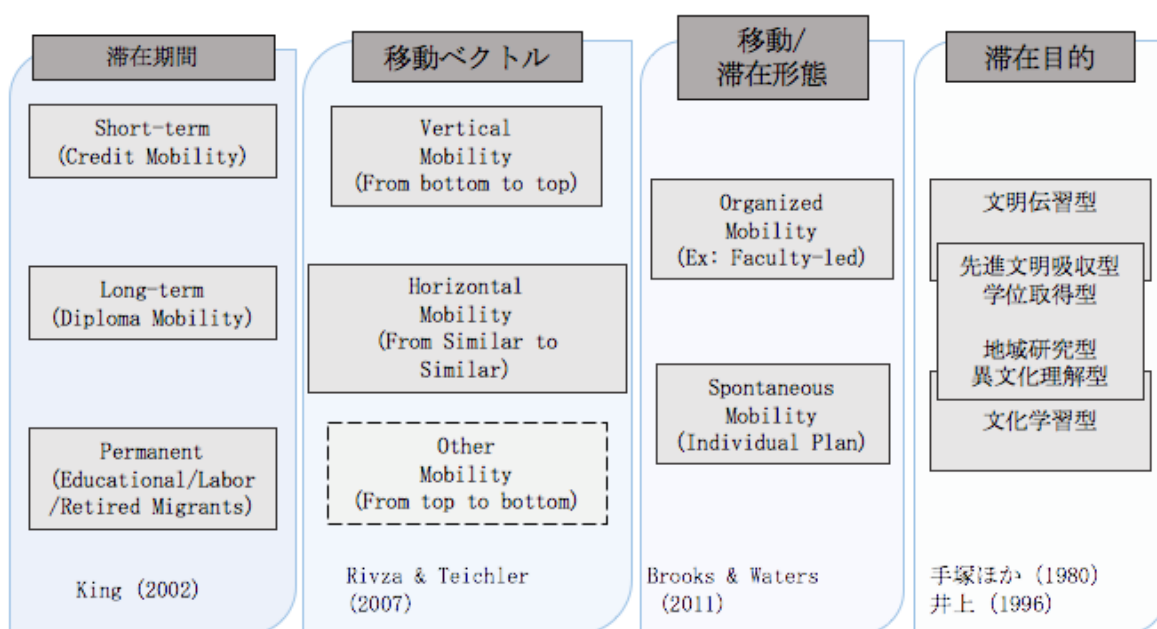 滞在期間
Short-term
(Credit Mobility)
Long-term
(Diploma Mobility)
Permanent
(Educational/Labor
/Retired Migrants)
King (2002)
移動ベクトル
Vertical
Mobility
(From bottom to top)
Horizontal
Mobility
(From Similar to
Similar)
Other
Mobility
(From top to bottom)
Rivza & Teichler
(2007)
移動/
滞在形態
Organized
Mobility
(Ex: Faculty-led)
Spontaneous
Mobility
(Individual Plan)
Brooks & Waters
(2011)
滞在目的
文明伝習型
先進文明吸収型
学位取得型
地域研究型
異文化理解型
文化学習型
手塚ほか (1980)
井上 (1996)